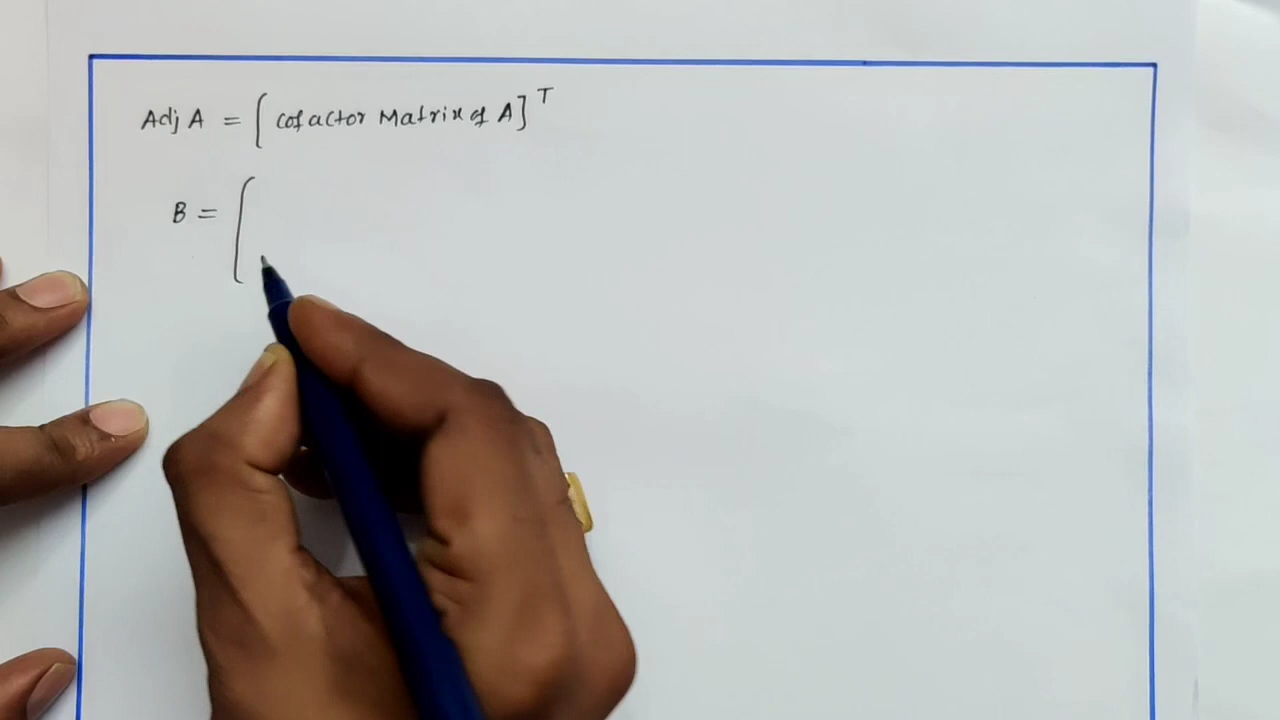 Adj A = [ Cofactor Matrix of A]ᵀ
B = [